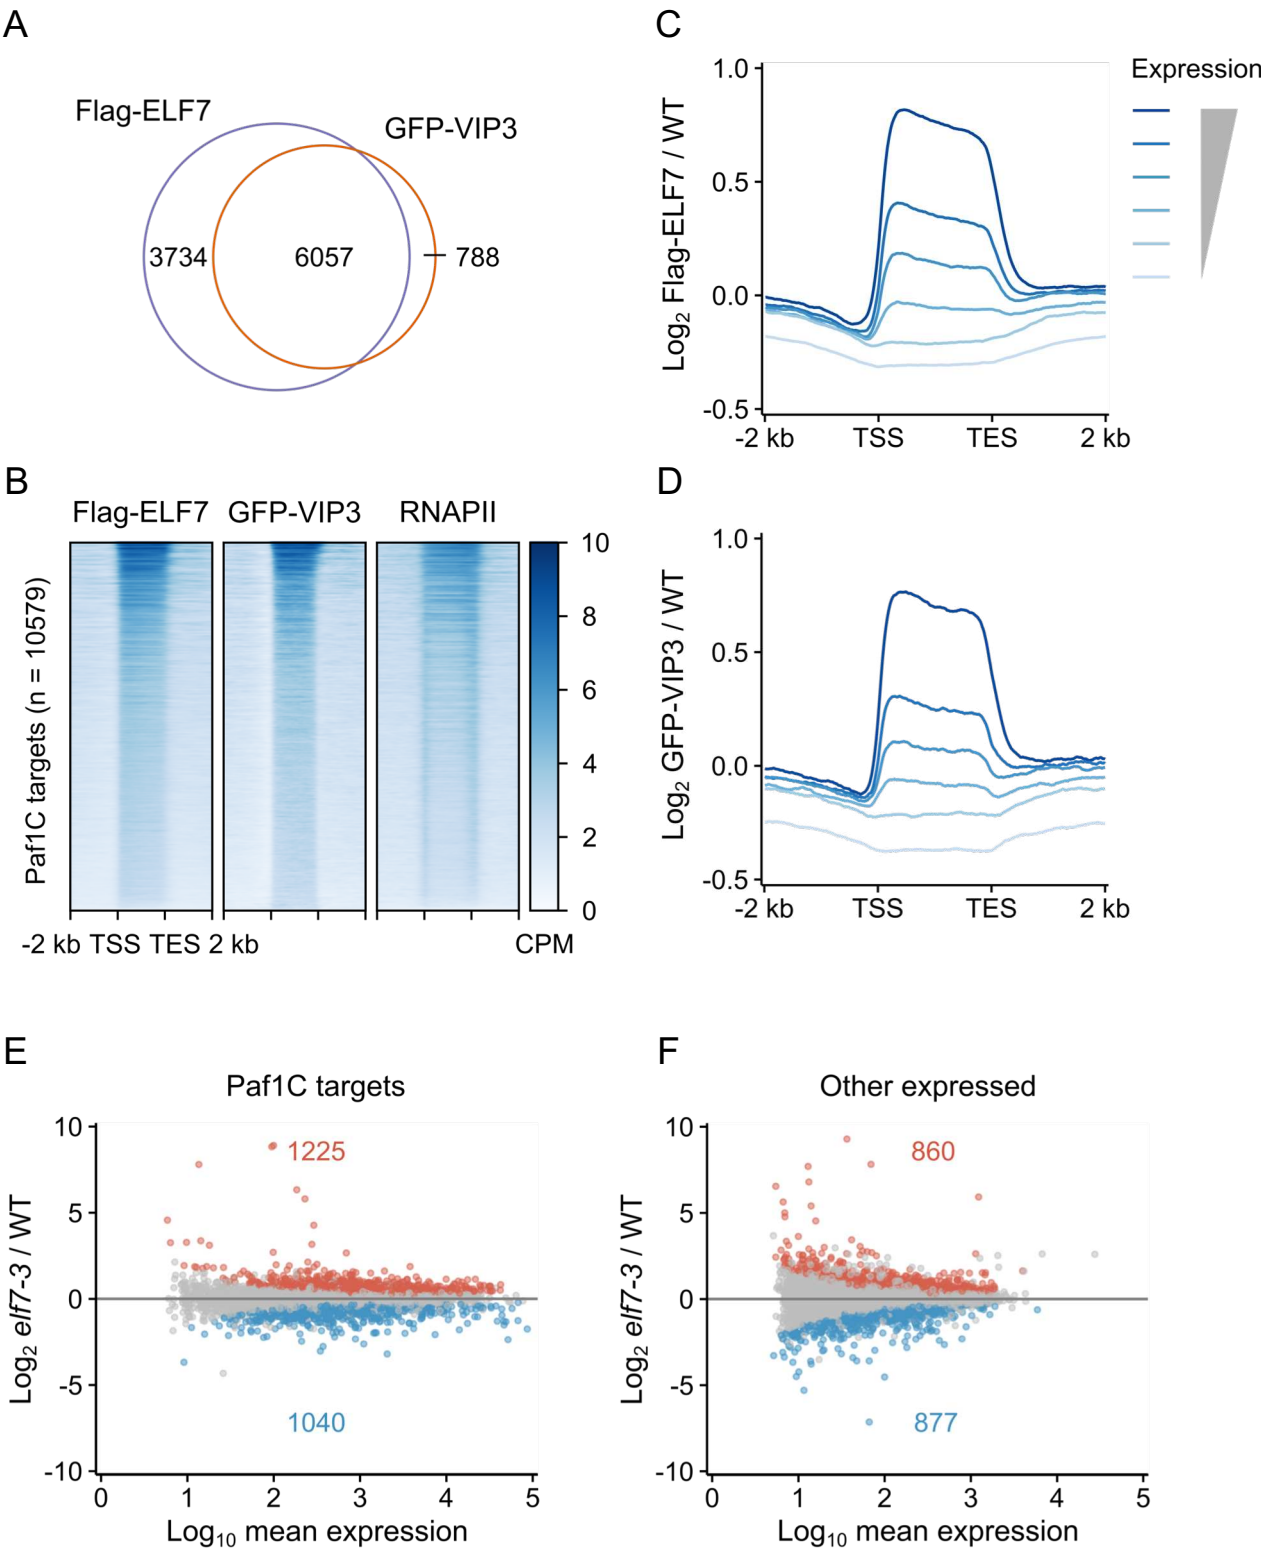 A
Flag-ELF7
GFP-VIP3
3734
6057
788
B
Flag-ELF7
GFP-VIP3
RNAPII
Paf1C targets (n = 10579)
10
8
6
4
2
0
-2 kb TSS TES 2 kb
CPM
C
Log2 Flag-ELF7 / WT
1.0
0.5
0.0
-0.5
-2 kb
TSS
TES
2 kb
Expression
D
Log2 GFP-VIP3 / WT
1.0
0.5
0.0
-0.5
-2 kb
TSS
TES
2 kb
E
Paf1C targets
Log2 elf7-3 / WT
10
5
0
-5
-10
1225
1040
0 1 2 3 4 5
Log10 mean expression
F
Other expressed
Log2 elf7-3 / WT
10
5
0
-5
-10
860
877
0 1 2 3 4 5
Log10 mean expression